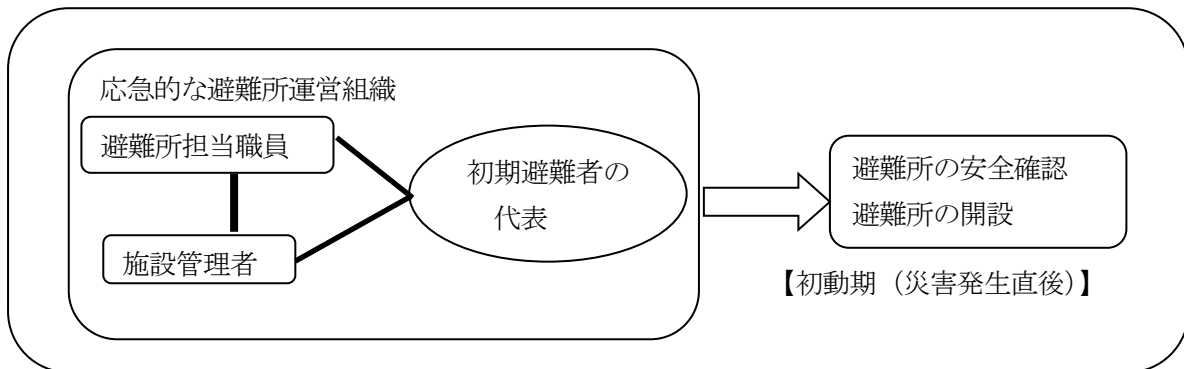 応急的な避難所運営組織
避難所担当職員
施設管理者
初期避難者の
代表
避難所の安全確認
避難所の開設
【初動期（災害発生直後）】